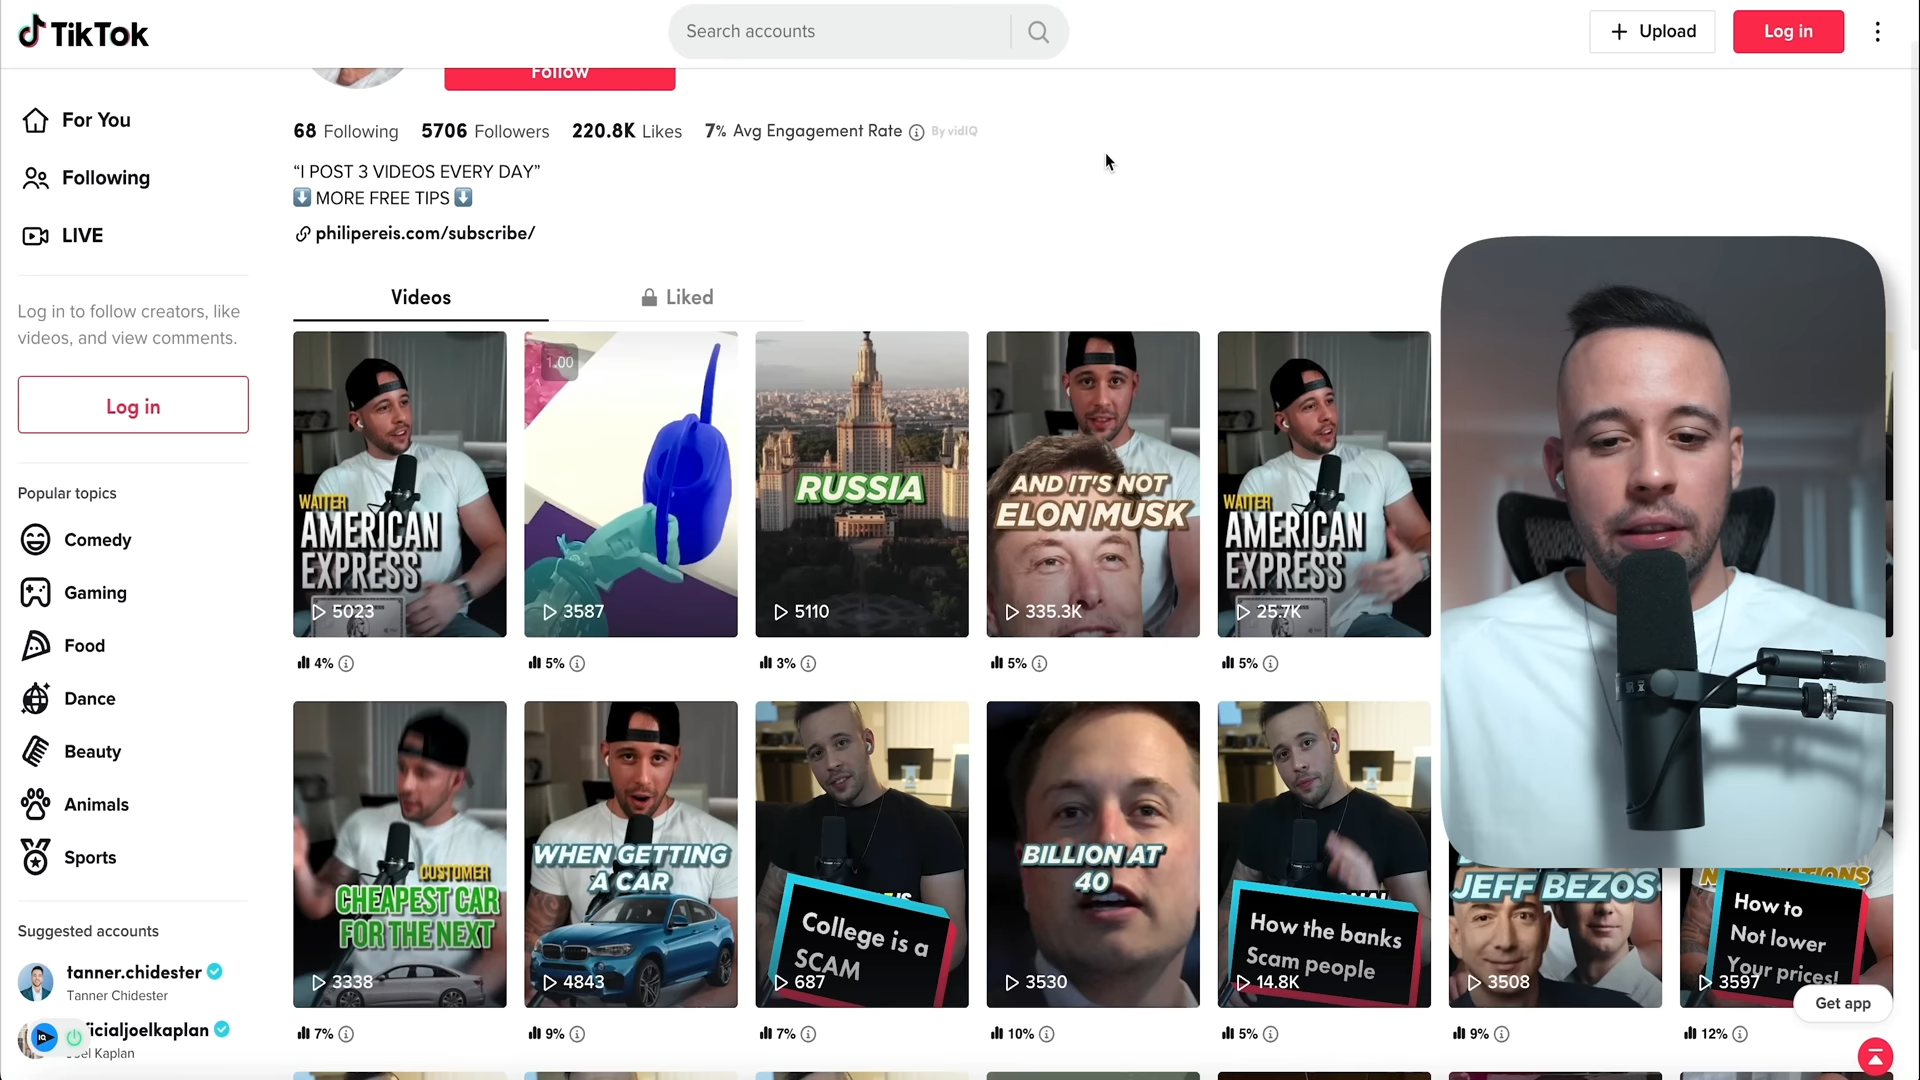 TikTok
Search accounts
Upload
Log in
Follow
For You
Following
LIVE
Log in to follow creators, like
videos, and view comments.
Log in
Popular topics
Comedy
Gaming
Food
Dance
Beauty
Animals
Sports
Suggested accounts
tanner.chidester
Tanner Chidester
ficialjoelkaplan
el Kaplan
68 Following 5706 Followers 220.8K Likes 7% Avg Engagement Rate By vidIQ
“I POST 3 VIDEOS EVERY DAY”
⬇️ MORE FREE TIPS ⬇️
philipereis.com/subscribe/
Videos
Liked
WAITER
AMERICAN
EXPRESS
5023
4%
1.00
3587
5%
RUSSIA
5110
3%
AND IT'S NOT
ELON MUSK
335.3K
5%
WAITER
AMERICAN
EXPRESS
25.7K
5%
CUSTOMER
CHEAPEST CAR
FOR THE NEXT
3338
7%
WHEN GETTING
A CAR
4843
9%
College is a
SCAM
687
7%
BILLION AT
40
3530
10%
How the banks
Scam people
14.8K
5%
JEFF BEZOS
3508
9%
How to
Not lower
Your prices!
3597
12%
Get app